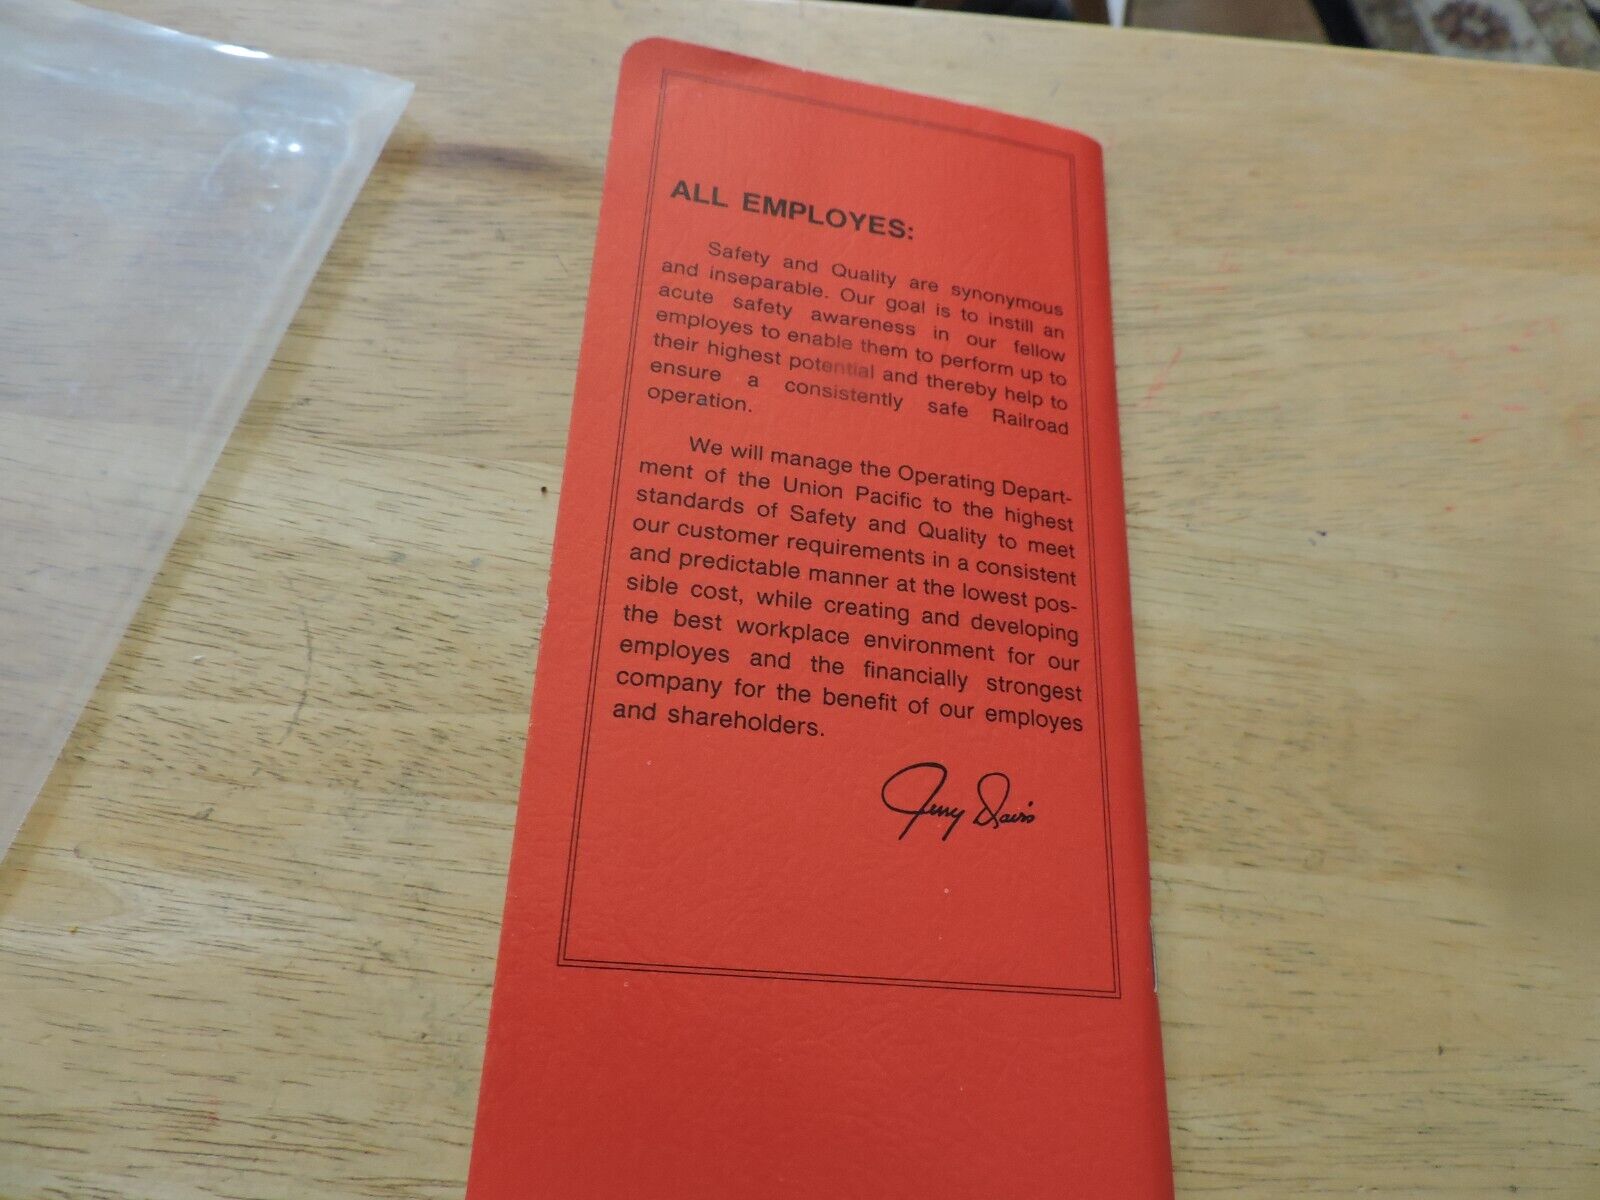 ALL EMPLOYES:
Safety and Quality are synonymous
and inseparable. Our goal is to instill an
acute safety awareness in our fellow
employes to enable them to perform up to
their highest potential and thereby help to
ensure a consistently safe Railroad
operation.
We will manage the Operating Depart-
ment of the Union Pacific to the highest
standards of Safety and Quality to meet
our customer requirements in a consistent
and predictable manner at the lowest pos-
sible cost, while creating and developing
the best workplace environment for our
employes and the financially strongest
company for the benefit of our employes
and shareholders.
Jerry Davis